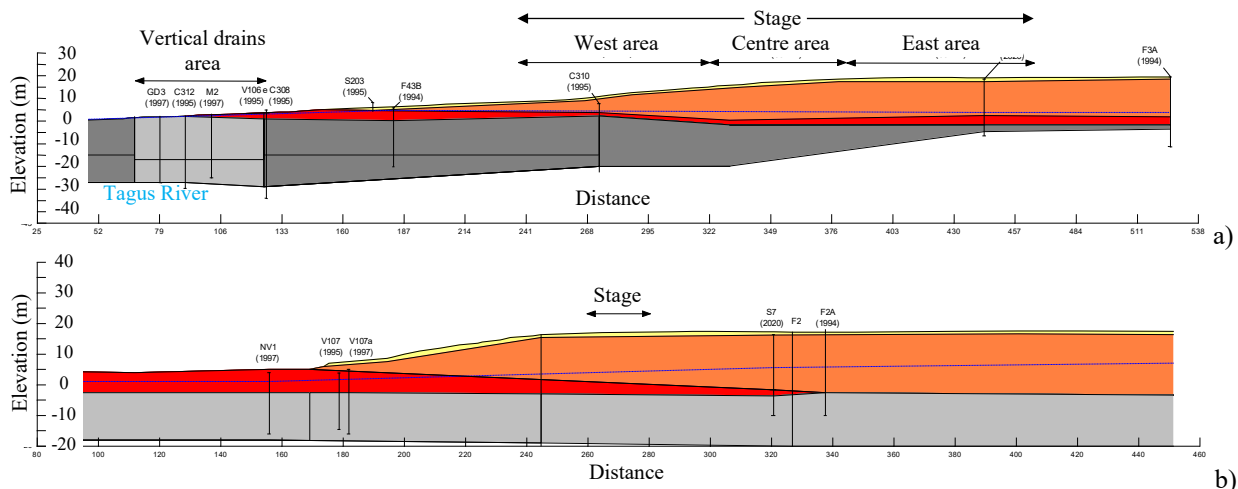 Stage
Vertical drains
area
West area
Centre area
East area
30
20
10
0
-10
-20
-30
-40
Elevation (m)
GD3
(1997)
C312
(1995)
M2
(1997)
V106 e C308
(1995) (1995)
S203
(1995)
F43B
(1994)
C310
(1995)
F3A
(1994)
Tagus River
Distance
25 52 79 106 133 160 187 214 241 268 295 322 349 376 403 430 457 484 511 538
a)
40
30
20
10
0
-10
-20
Elevation (m)
Stage
NV1
(1997)
V107
(1995)
V107a
(1997)
S7
(2020)
F2
F2A
(1994)
80 100 120 140 160 180 200 220 240 260 280 300 320 340 360 380 400 420 440 460
Distance
b)